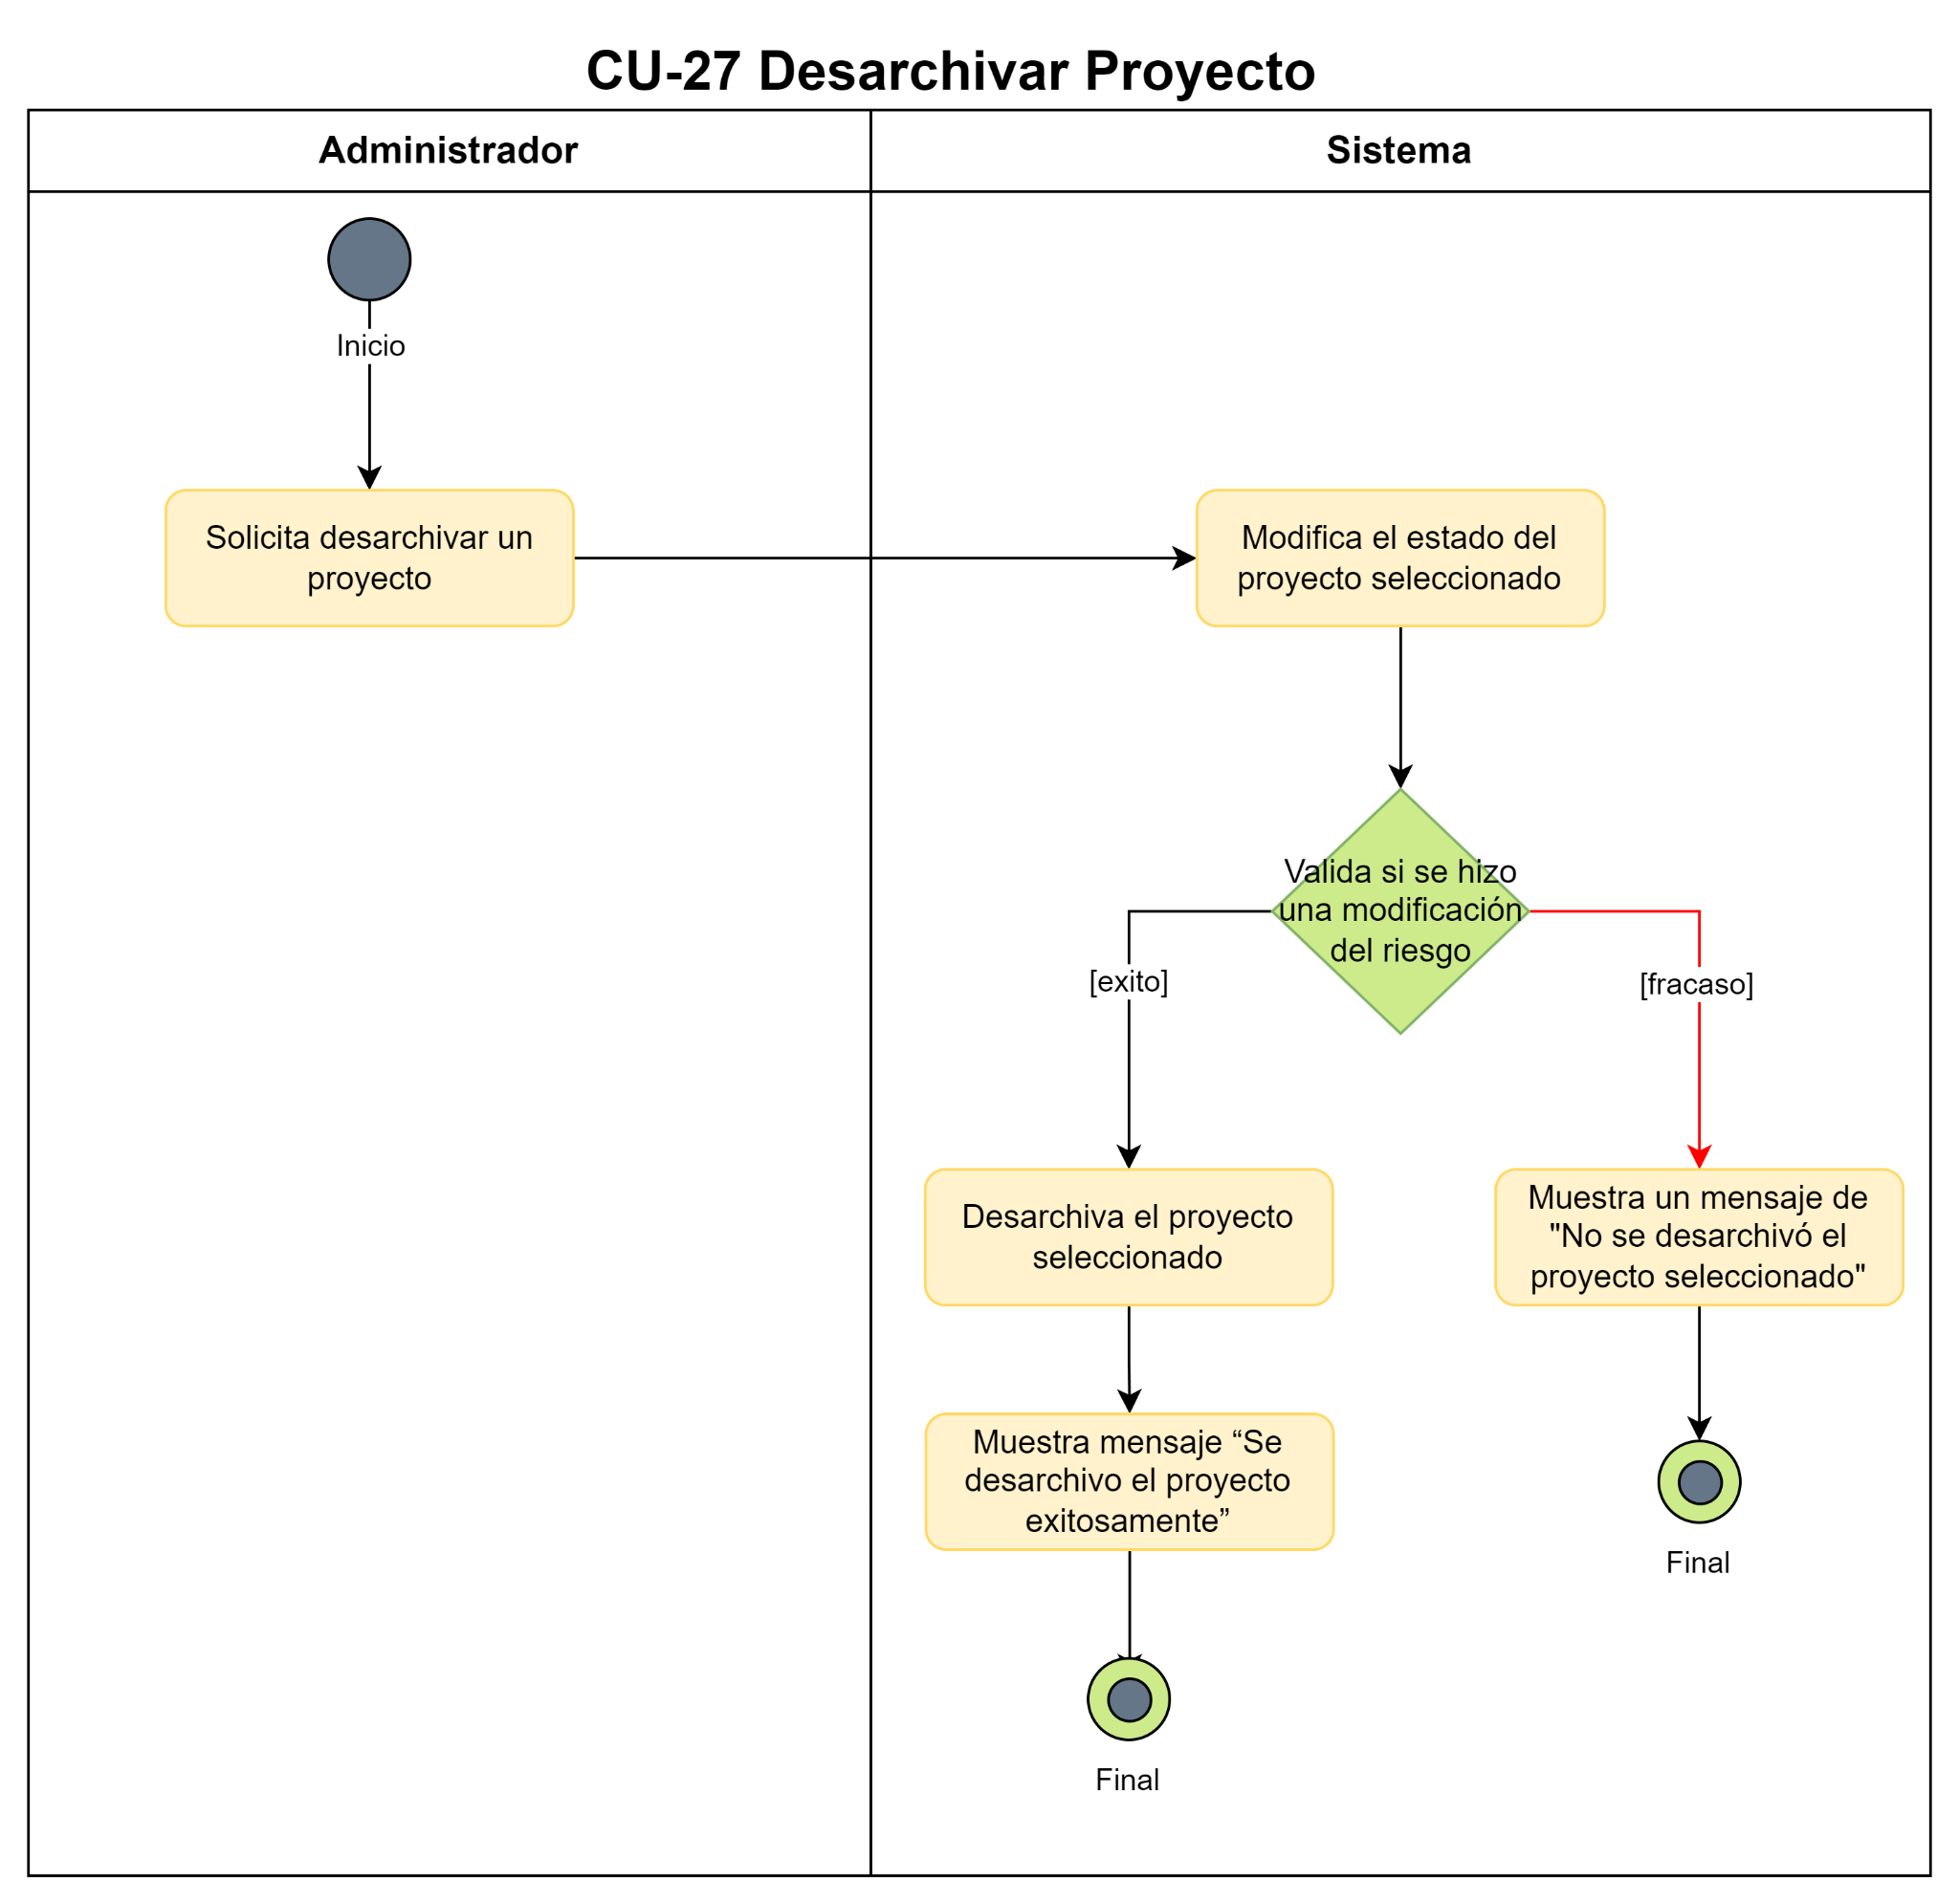 CU-27 Desarchivar Proyecto
Administrador
Sistema
Inicio
Solicita desarchivar un
proyecto
Modifica el estado del
proyecto seleccionado
Valida si se hizo
una modificación
del riesgo
[exito]
[fracaso]
Desarchiva el proyecto
seleccionado
Muestra un mensaje de
"No se desarchivó el
proyecto seleccionado"
Muestra mensaje “Se
desarchivo el proyecto
exitosamente”
Final
Final